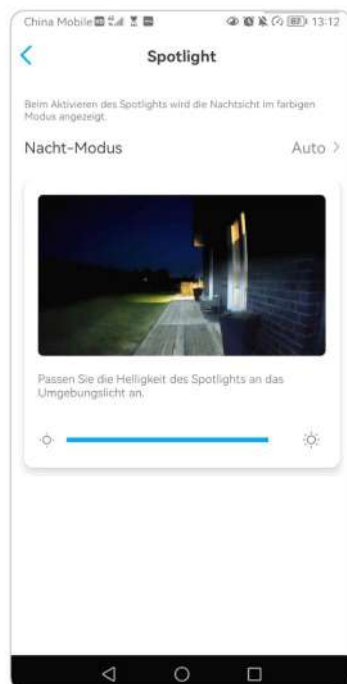 China Mobile 67 13:12
Spotlight
Beim Aktivieren des Spotlights wird die Nachtsicht im farbigen
Modus angezeigt.
Nacht-Modus Auto >
Passen Sie die Helligkeit des Spotlights an das
Umgebungslicht an.